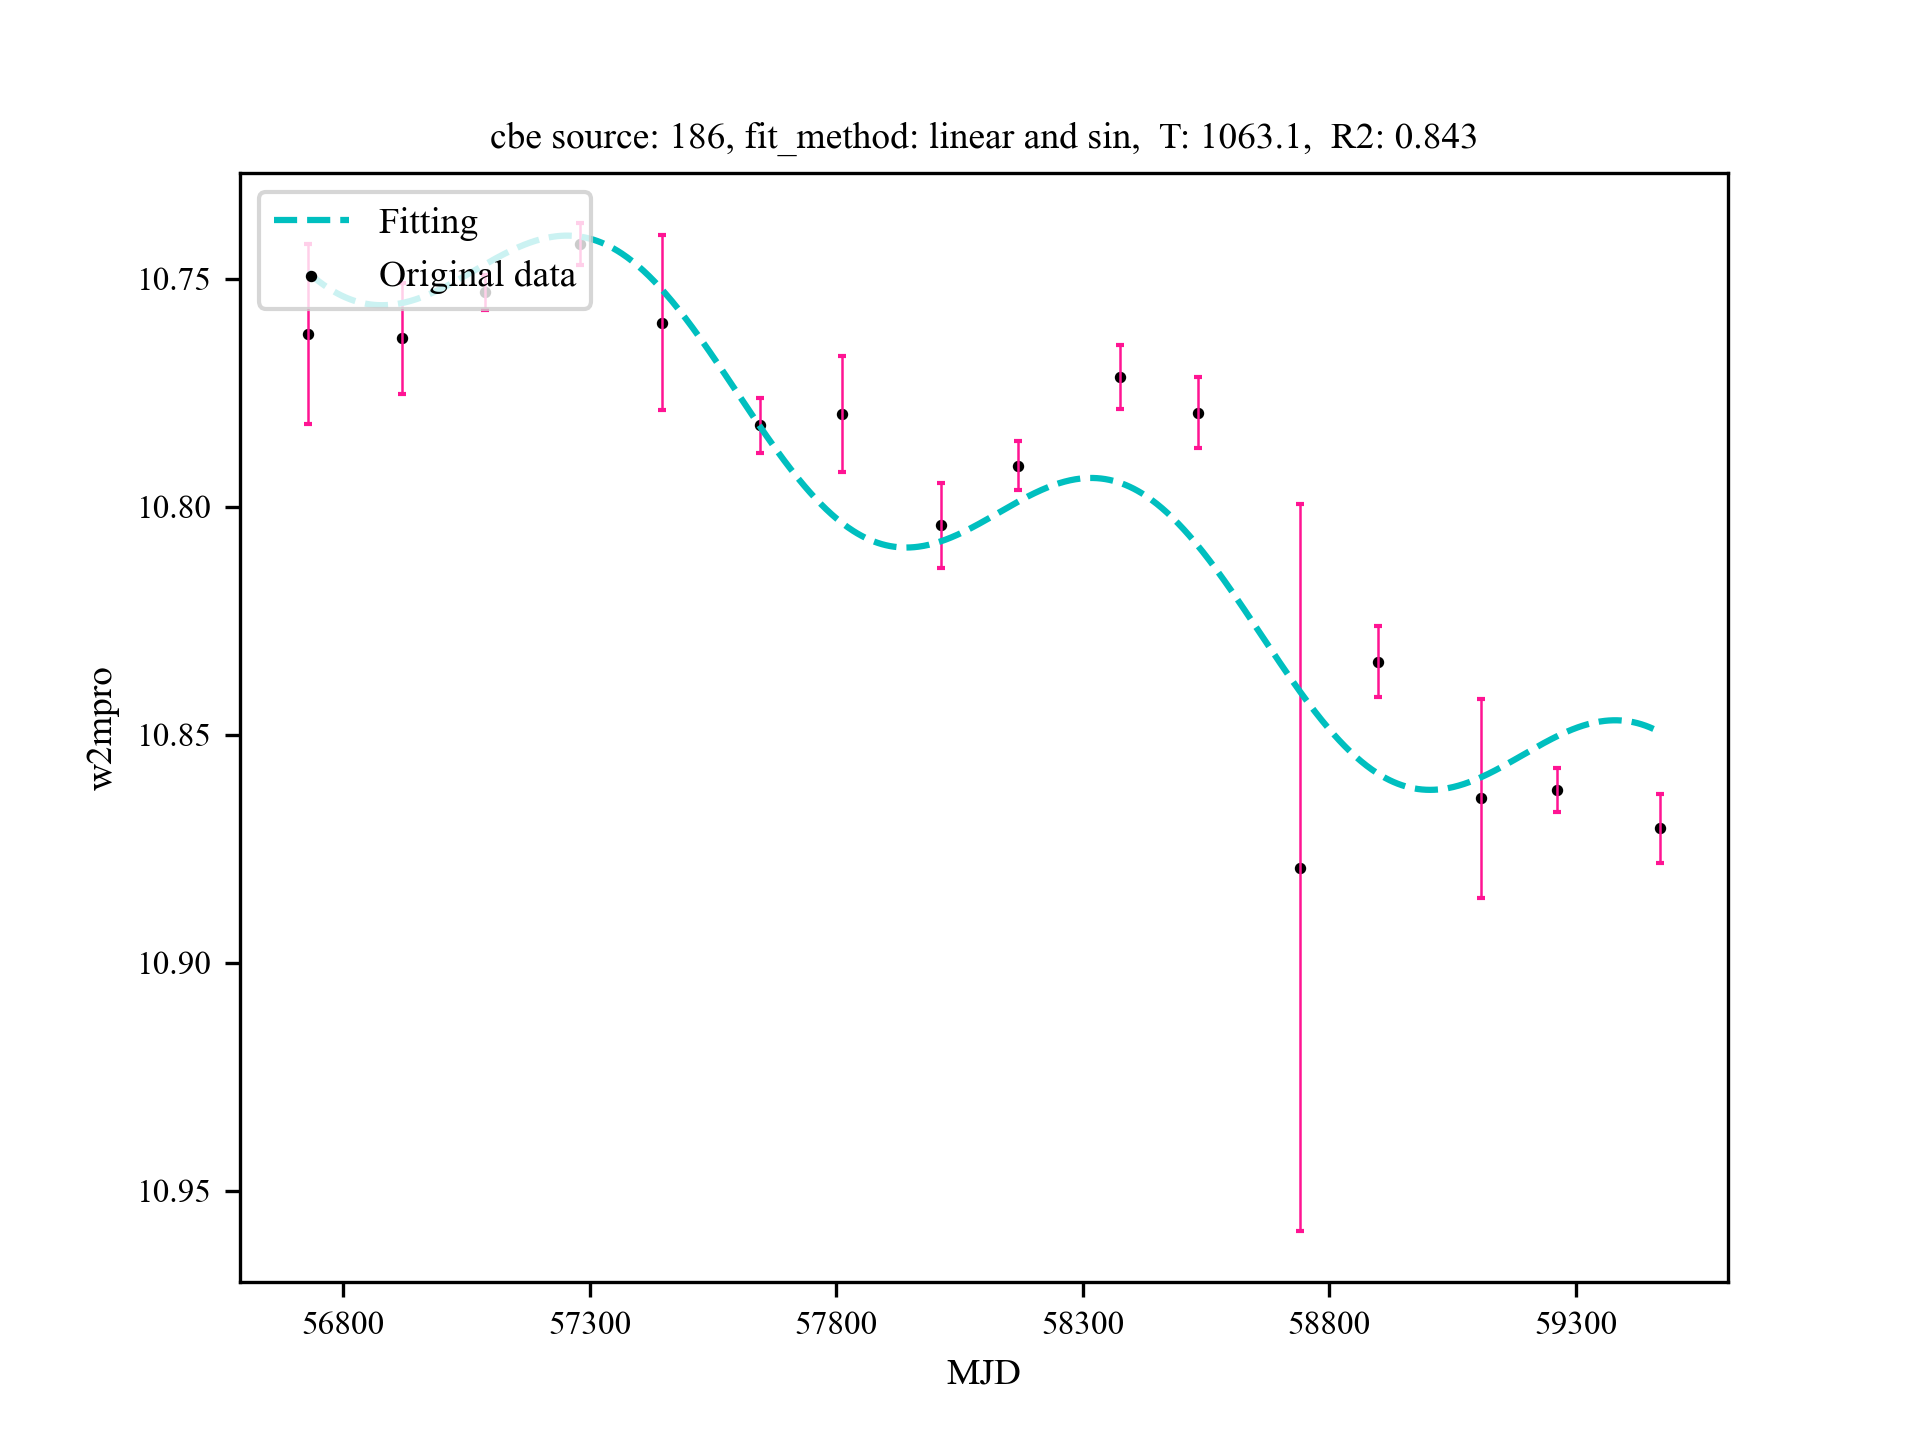 cbe source: 186, fit_method: linear and sin,  T: 1063.1,  R2: 0.843
Fitting
Original data
10.75
10.80
10.85
10.90
10.95
w2mpro
56800 57300 57800 58300 58800 59300
MJD